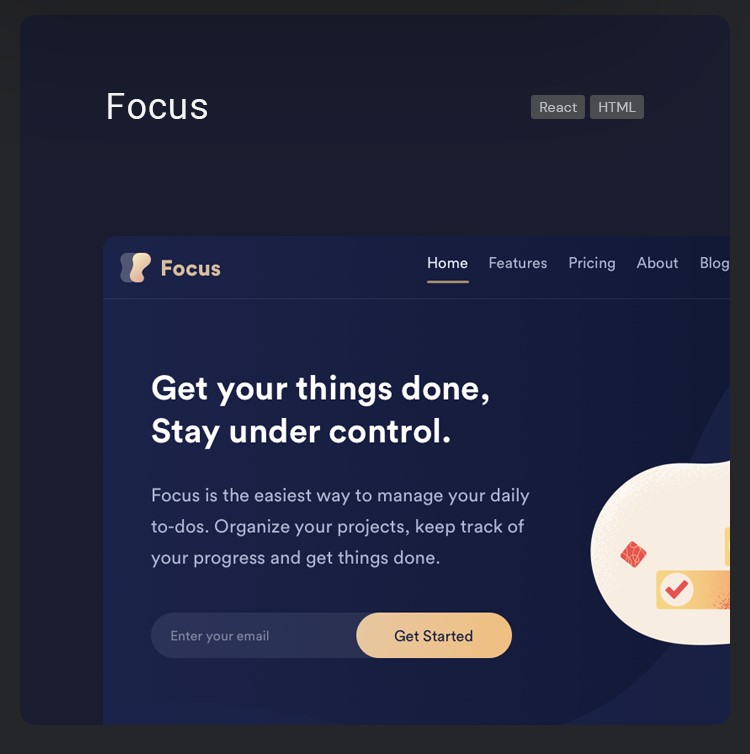 Focus
React HTML
Focus
Home Features Pricing About Blog
Get your things done,
Stay under control.
Focus is the easiest way to manage your daily
to-dos. Organize your projects, keep track of
your progress and get things done.
Enter your email
Get Started